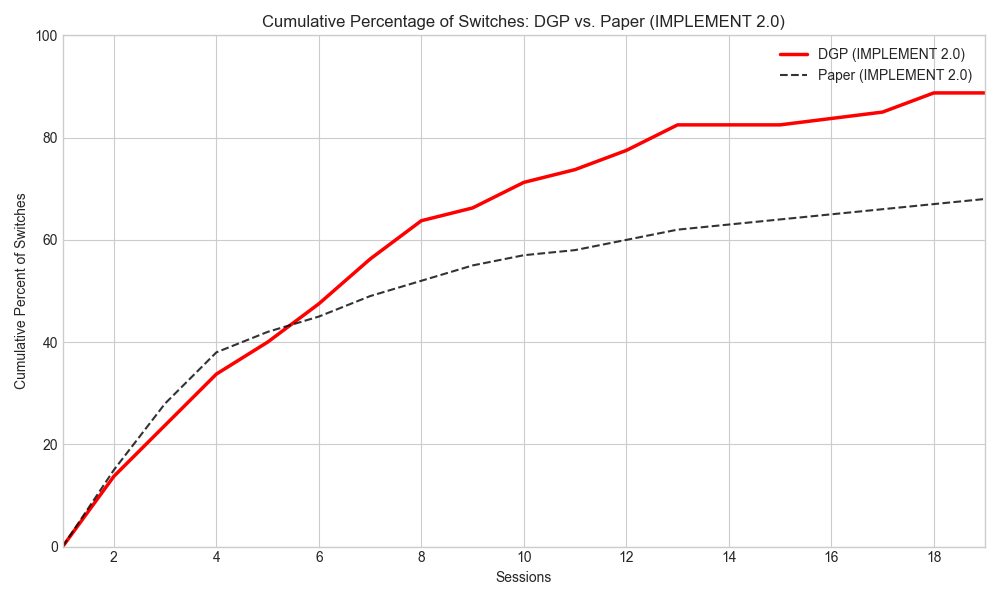 Cumulative Percentage of Switches: DGP vs. Paper (IMPLEMENT 2.0)
DGP (IMPLEMENT 2.0)
Paper (IMPLEMENT 2.0)
Cumulative Percent of Switches
100
80
60
40
20
0
2 4 6 8 10 12 14 16 18
Sessions